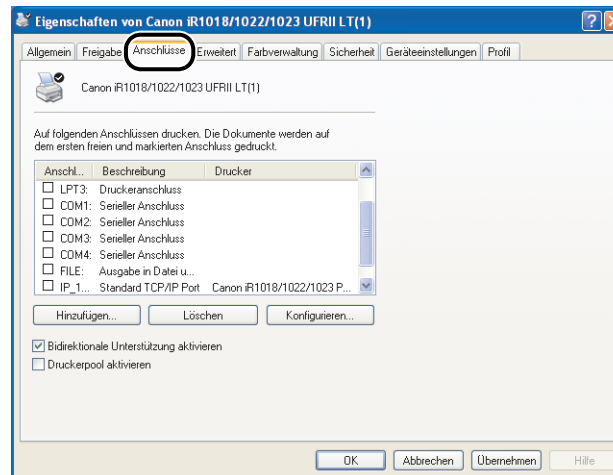 Eigenschaften von Canon iR1018/1022/1023 UFRII LT(1)
Allgemein Freigabe Anschlüsse Erweitert Farbverwaltung Sicherheit Geräteeinstellungen Profil
Canon iR1018/1022/1023 UFRII LT(1)
Auf folgenden Anschlüssen drucken. Die Dokumente werden auf
dem ersten freien und markierten Anschluss gedruckt.
Anschl... Beschreibung Drucker
LPT3: Druckeranschluss
COM1: Serieller Anschluss
COM2: Serieller Anschluss
COM3: Serieller Anschluss
COM4: Serieller Anschluss
FILE: Ausgabe in Datei u...
IP_1... Standard TCP/IP Port Canon iR1018/1022/1023 P...
Hinzufügen... Löschen Konfigurieren...
Bidirektionale Unterstützung aktivieren
Druckerpool aktivieren
OK Abbrechen Übernehmen Hilfe